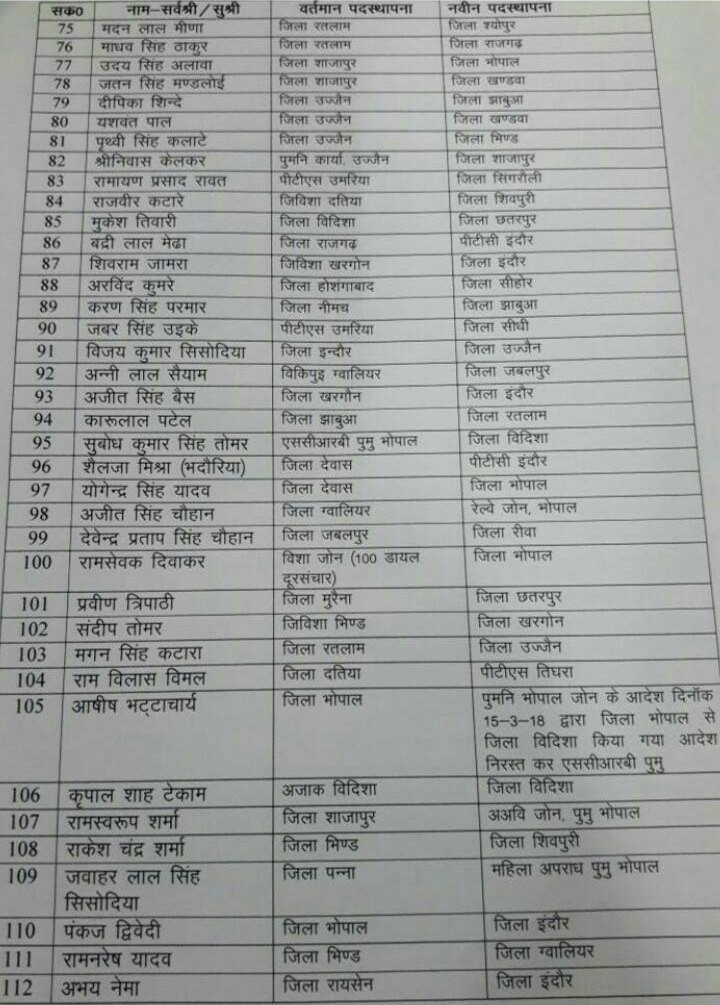 सक0 नाम–सर्वश्री/सुश्री वर्तमान पदस्थापना नवीन पदस्थापना
75 मदन लाल मीणा जिला रतलाम जिला श्योपुर
76 माधव सिंह ठाकुर जिला रतलाम जिला राजगढ़
77 उदय सिंह अलावा जिला शाजापुर जिला भोपाल
78 जतन सिंह मण्डलोई जिला शाजापुर जिला खण्डवा
79 दीपिका शिन्दे जिला उज्जैन जिला झाबुआ
80 यशवंत पाल जिला उज्जैन जिला खण्डवा
81 पृथ्वी सिंह कलाटे जिला उज्जैन जिला भिण्ड
82 श्रीनिवास केलकर पुमनि कार्या. उज्जैन जिला शाजापुर
83 रामायण प्रसाद रावत पीटीएस उमरिया जिला सिंगरौली
84 राजवीर कटारे जिविशा दतिया जिला शिवपुरी
85 मुकेश तिवारी जिला विदिशा जिला छतरपुर
86 बद्री लाल मेढा जिला राजगढ़ पीटीसी इंदौर
87 शिवराम जामरा जिविशा खरगोन जिला इंदौर
88 अरविंद कुमरे जिला होशंगाबाद जिला सीहोर
89 करण सिंह परमार जिला नीमच जिला झाबुआ
90 जबर सिंह उइके पीटीएस उमरिया जिला सीधी
91 विजय कुमार सिसोदिया जिला इन्दौर जिला उज्जैन
92 अन्नी लाल सैयाम विकिपुइ ग्वालियर जिला जबलपुर
93 अजीत सिंह बैस जिला खरगौन जिला इंदौर
94 कारूलाल पटेल जिला झाबुआ जिला रतलाम
95 सुबोध कुमार सिंह तोमर एससीआरबी पुमु भोपाल जिला विदिशा
96 शैलजा मिश्रा (भदौरिया) जिला देवास पीटीसी इंदौर
97 योगेन्द्र सिंह यादव जिला देवास जिला भोपाल
98 अजीत सिंह चौहान जिला ग्वालियर रेल्वे जोन, भोपाल
99 देवेन्द्र प्रताप सिंह चौहान जिला जबलपुर जिला रीवा
100 रामसेवक दिवाकर विशा जोन (100 डायल जिला भोपाल
दूरसंचार)
101 प्रवीण त्रिपाठी जिला मुरैना जिला छतरपुर
102 संदीप तोमर जिविशा भिण्ड जिला खरगोन
103 मगन सिंह कटारा जिला रतलाम जिला उज्जैन
104 राम विलास विमल जिला दतिया पीटीएस तिघरा
105 आषीष भट्टाचार्य जिला भोपाल पुमनि भोपाल जोन के आदेश दिनॉक
15–3–18 द्वारा जिला भोपाल से
जिला विदिशा किया गया आदेश
निरस्त कर एससीआरबी पुमु
106 कृपाल शाह टेकाम अजाक विदिशा जिला विदिशा
107 रामस्वरूप शर्मा जिला शाजापुर अअवि जोन, पुमु भोपाल
108 राकेश चंद्र शर्मा जिला भिण्ड जिला शिवपुरी
109 जवाहर लाल सिंह जिला पन्ना महिला अपराध पुमु भोपाल
सिसोदिया
110 पंकज द्विवेदी जिला भोपाल जिला इंदौर
111 रामनरेष यादव जिला भिण्ड जिला ग्वालियर
112 अभय नेमा जिला रायसेन जिला इंदौर